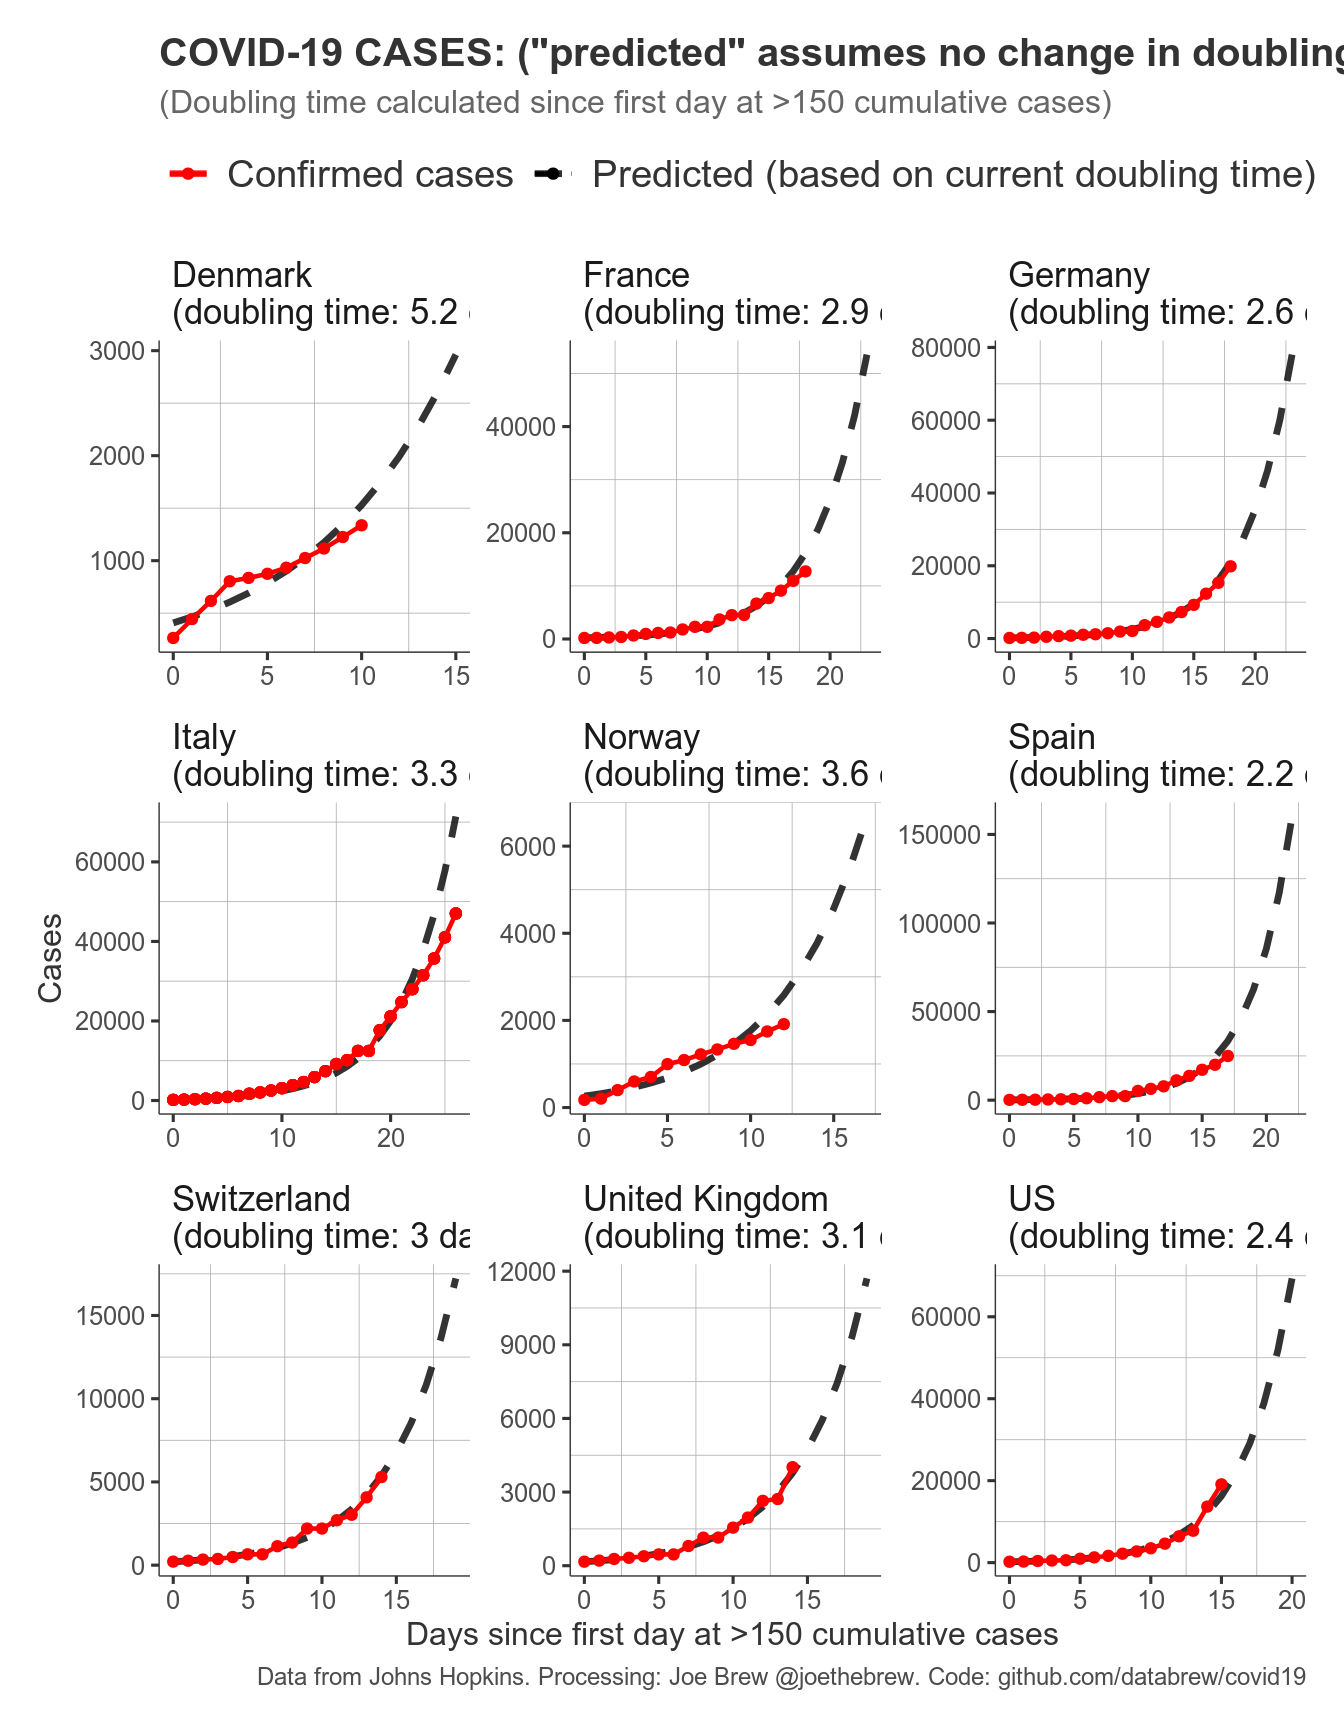 COVID-19 CASES: ("predicted" assumes no change in doubling
(Doubling time calculated since first day at >150 cumulative cases)
Confirmed cases Predicted (based on current doubling time)
Denmark
(doubling time: 5.2
France
(doubling time: 2.9
Germany
(doubling time: 2.6
3000
2000
1000
0 5 10 15
40000
20000
0
0 5 10 15 20
80000
60000
40000
20000
0
0 5 10 15 20
Italy
(doubling time: 3.3
Norway
(doubling time: 3.6
Spain
(doubling time: 2.2
Cases
60000
40000
20000
0
0 10 20
6000
4000
2000
0
0 5 10 15
150000
100000
50000
0
0 5 10 15 20
Switzerland
(doubling time: 3 da
United Kingdom
(doubling time: 3.1
US
(doubling time: 2.4
15000
10000
5000
0
0 5 10 15
12000
9000
6000
3000
0
0 5 10 15
60000
40000
20000
0
0 5 10 15 20
Days since first day at >150 cumulative cases
Data from Johns Hopkins. Processing: Joe Brew @joethebrew. Code: github.com/databrew/covid19